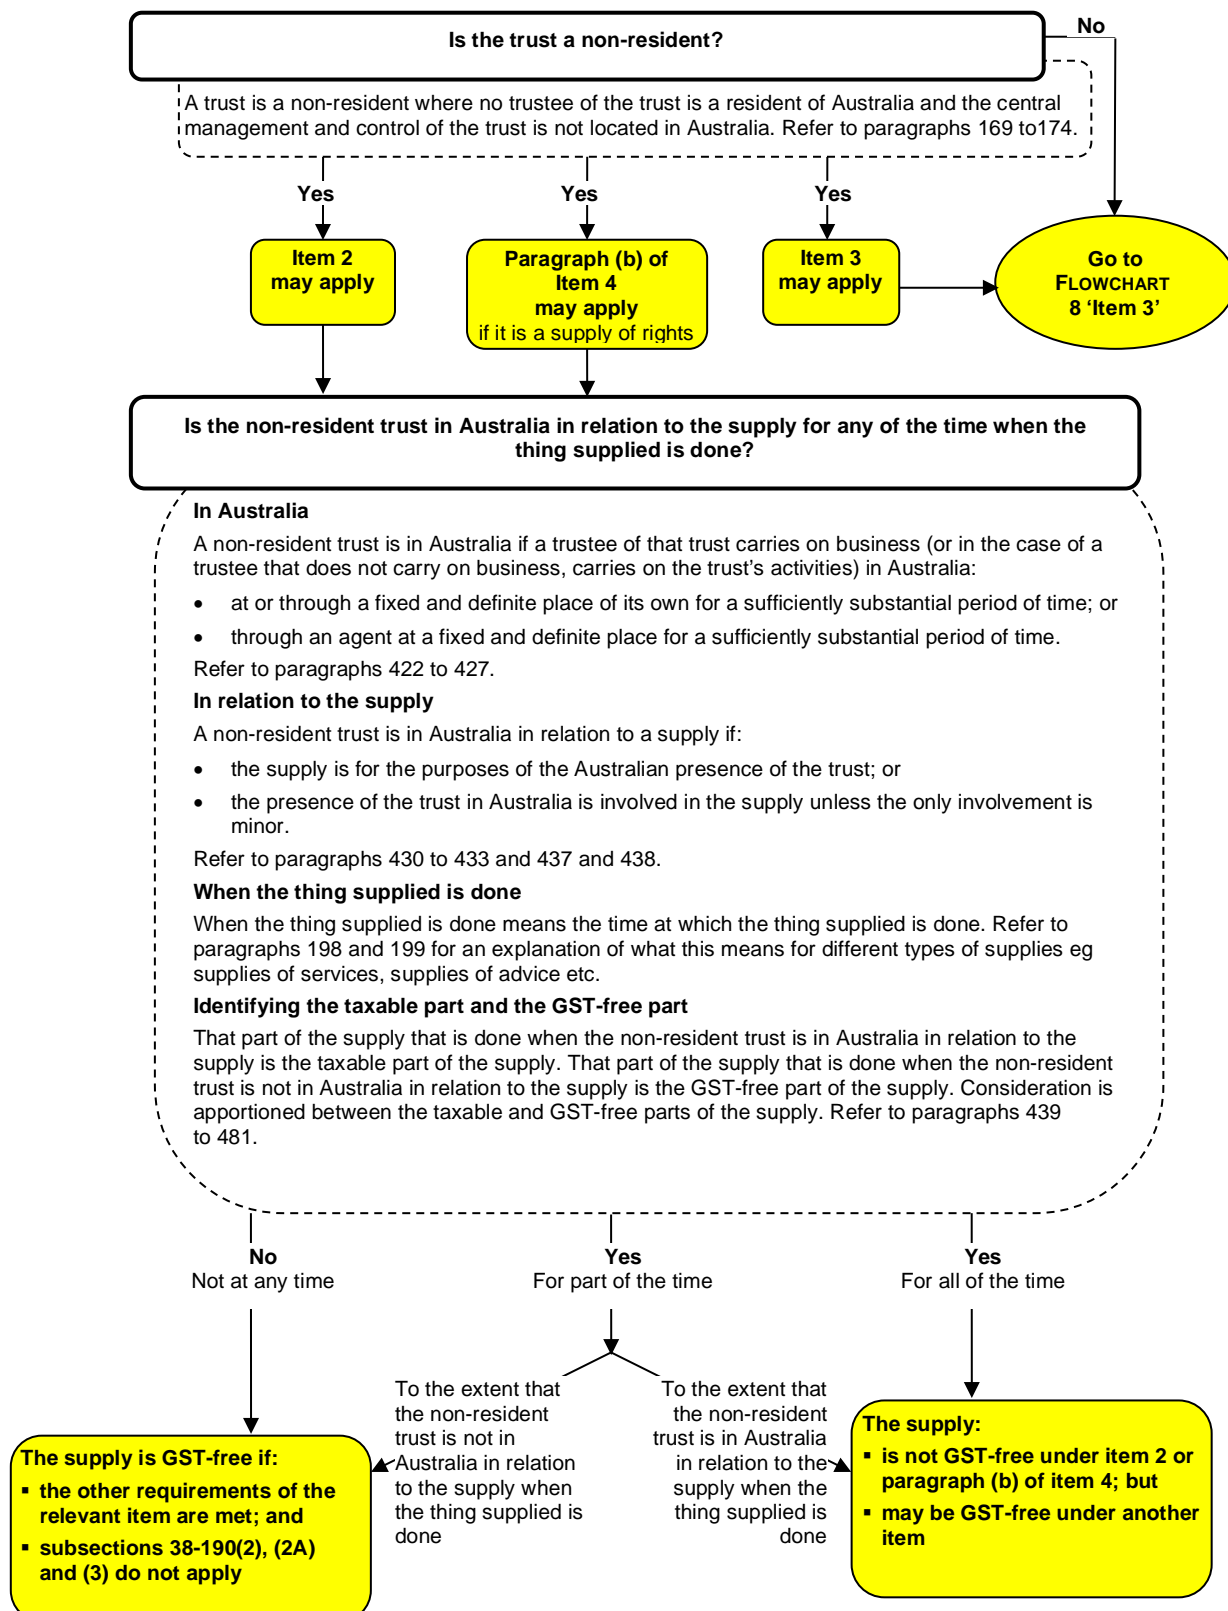 Is the trust a non-resident?
No
A trust is a non-resident where no trustee of the trust is a resident of Australia and the central
management and control of the trust is not located in Australia. Refer to paragraphs 169 to174.
Yes
Yes
Yes
Item 2
may apply
Paragraph (b) of
Item 4
may apply
if it is a supply of rights
Item 3
may apply
Go to
FLOWCHART
8 ‘Item 3’
Is the non-resident trust in Australia in relation to the supply for any of the time when the
thing supplied is done?
In Australia
A non-resident trust is in Australia if a trustee of that trust carries on business (or in the case of a
trustee that does not carry on business, carries on the trust’s activities) in Australia:
• at or through a fixed and definite place of its own for a sufficiently substantial period of time; or
• through an agent at a fixed and definite place for a sufficiently substantial period of time.
Refer to paragraphs 422 to 427.
In relation to the supply
A non-resident trust is in Australia in relation to a supply if:
• the supply is for the purposes of the Australian presence of the trust; or
• the presence of the trust in Australia is involved in the supply unless the only involvement is
minor.
Refer to paragraphs 430 to 433 and 437 and 438.
When the thing supplied is done
When the thing supplied is done means the time at which the thing supplied is done. Refer to
paragraphs 198 and 199 for an explanation of what this means for different types of supplies eg
supplies of services, supplies of advice etc.
Identifying the taxable part and the GST-free part
That part of the supply that is done when the non-resident trust is in Australia in relation to the
supply is the taxable part of the supply. That part of the supply that is done when the non-resident
trust is not in Australia in relation to the supply is the GST-free part of the supply. Consideration is
apportioned between the taxable and GST-free parts of the supply. Refer to paragraphs 439
to 481.
No
Not at any time
Yes
For part of the time
Yes
For all of the time
To the extent that
the non-resident
trust is not in
Australia in relation
to the supply when
the thing supplied is
done
To the extent that
the non-resident
trust is in Australia
in relation to the
supply when the
thing supplied is
done
The supply is GST-free if:
▪ the other requirements of the
relevant item are met; and
▪ subsections 38-190(2), (2A)
and (3) do not apply
The supply:
▪ is not GST-free under item 2 or
paragraph (b) of item 4; but
▪ may be GST-free under another
item